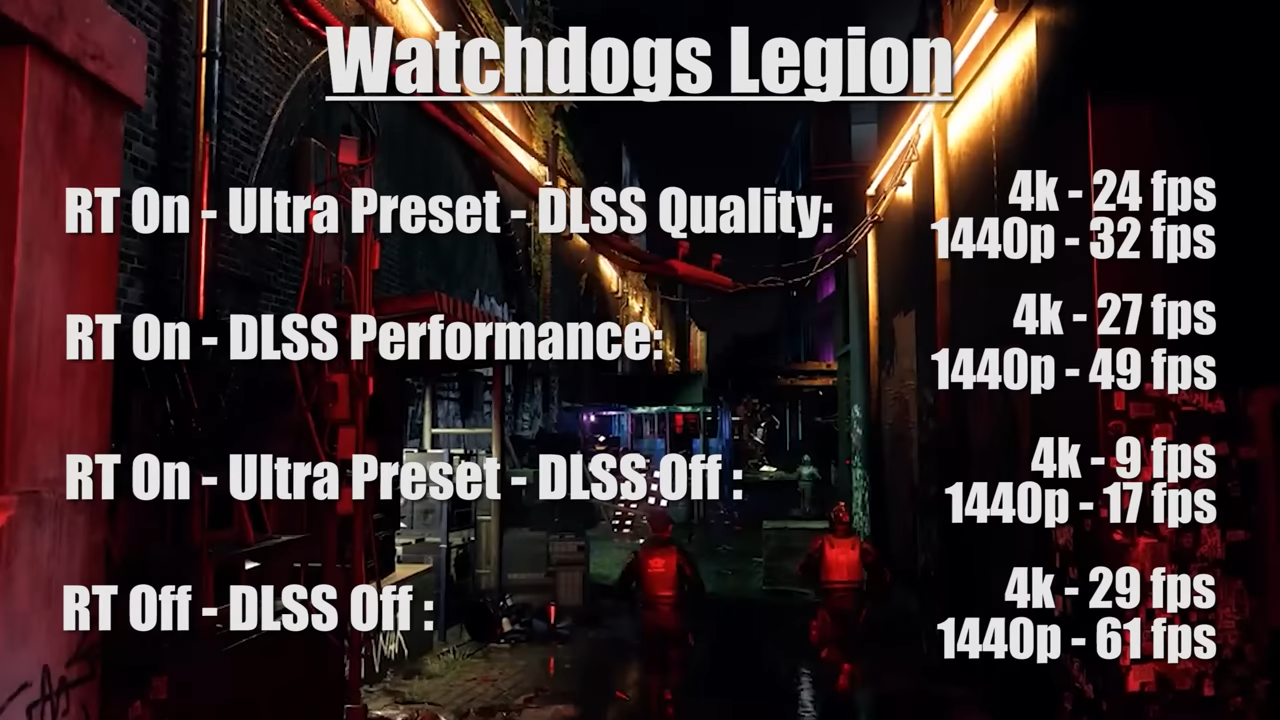 Watchdogs Legion
RT On - Ultra Preset - DLSS Quality:
4k - 24 fps
1440p - 32 fps
RT On - DLSS Performance:
4k - 27 fps
1440p - 49 fps
RT On - Ultra Preset - DLSS Off :
4k - 9 fps
1440p - 17 fps
RT Off - DLSS Off :
4k - 29 fps
1440p - 61 fps